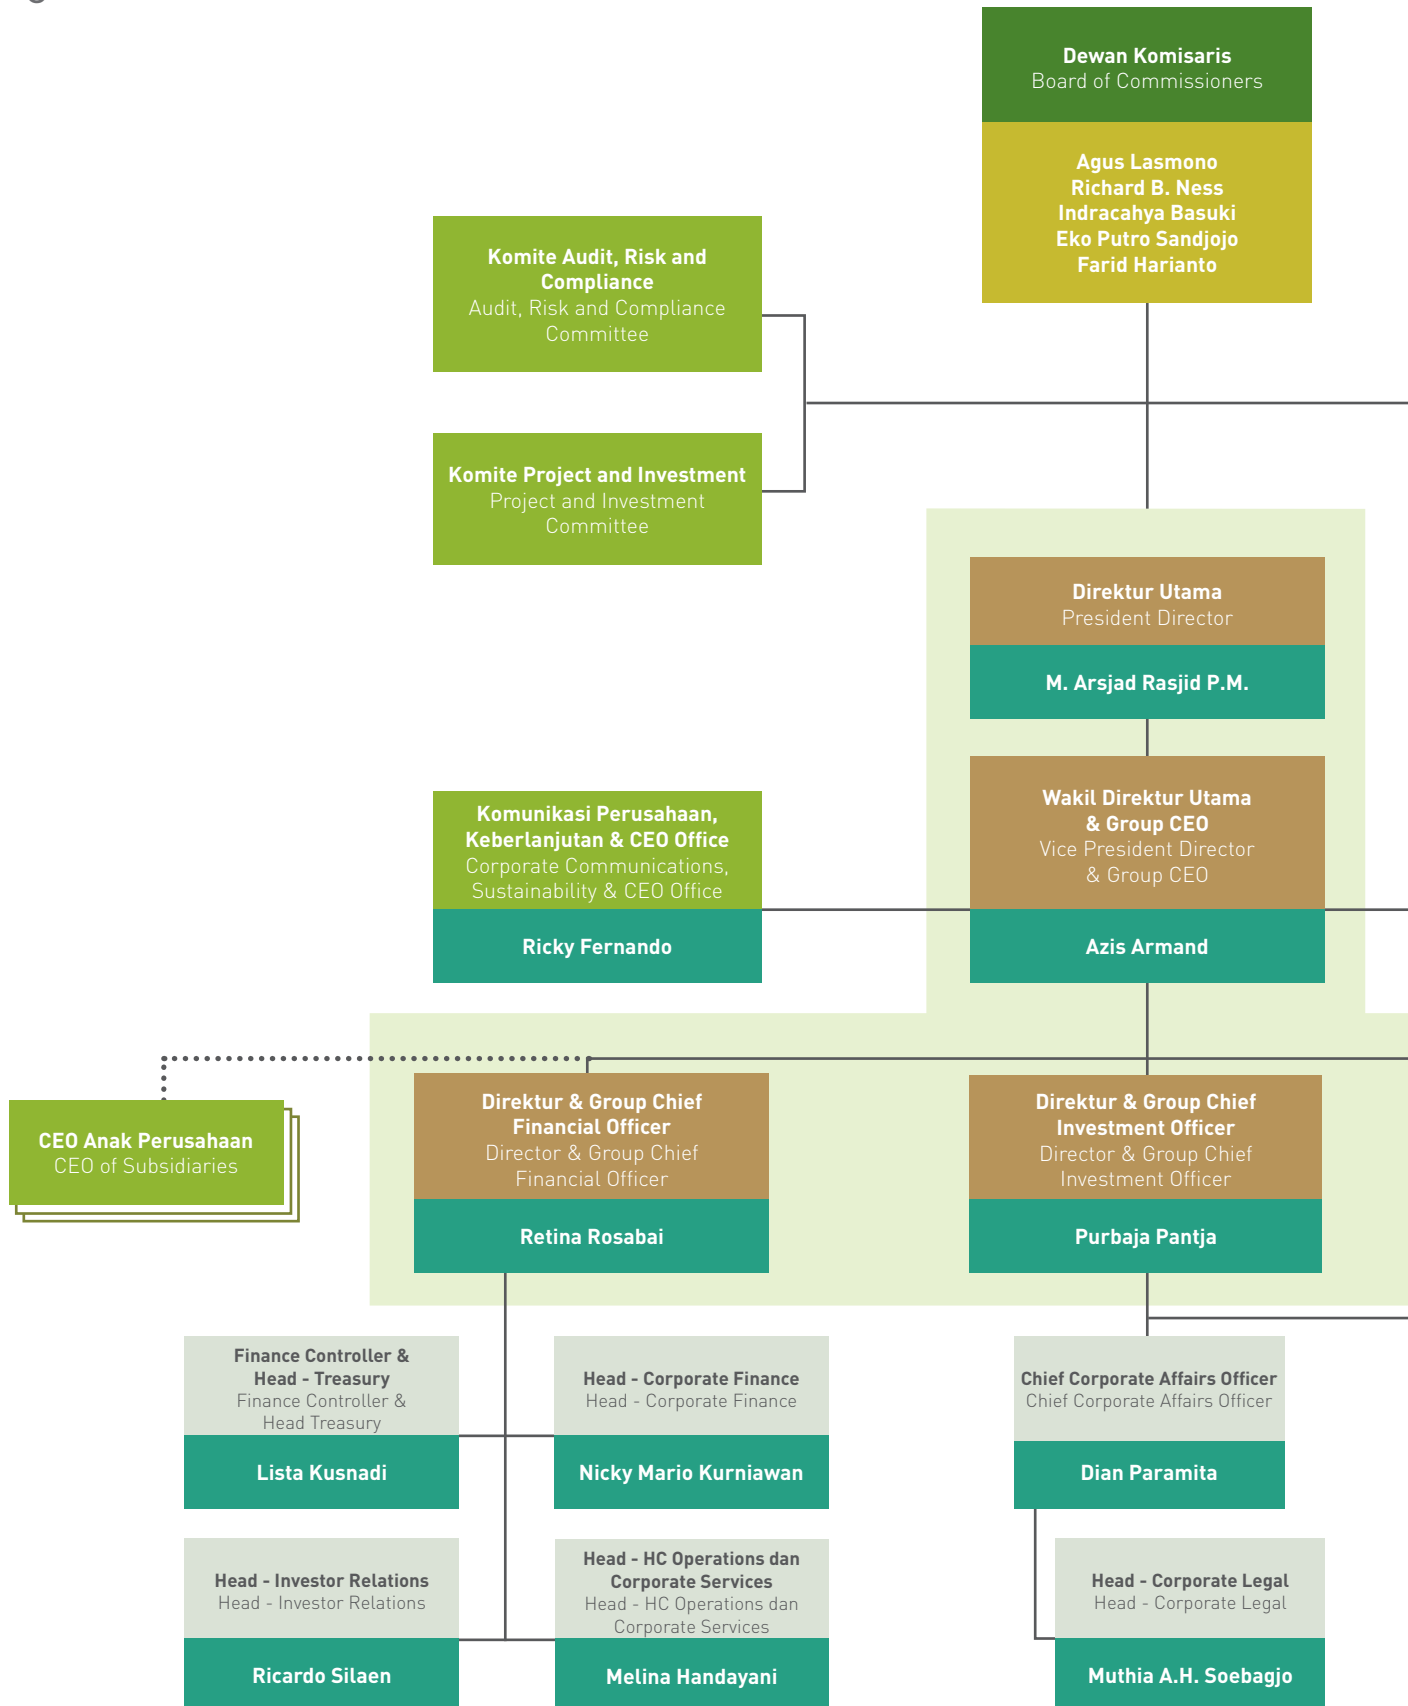 Dewan Komisaris
Board of Commissioners
Agus Lasmono
Richard B. Ness
Indracahya Basuki
Eko Putro Sandjojo
Farid Harianto
Komite Audit, Risk and
Compliance
Audit, Risk and Compliance
Committee
Komite Project and Investment
Project and Investment
Committee
Direktur Utama
President Director
M. Arsjad Rasjid P.M.
Komunikasi Perusahaan,
Keberlanjutan & CEO Office
Corporate Communications,
Sustainability & CEO Office
Ricky Fernando
Wakil Direktur Utama
& Group CEO
Vice President Director
& Group CEO
Azis Armand
CEO Anak Perusahaan
CEO of Subsidiaries
Direktur & Group Chief
Financial Officer
Director & Group Chief
Financial Officer
Retina Rosabai
Direktur & Group Chief
Investment Officer
Director & Group Chief
Investment Officer
Purbaja Pantja
Finance Controller &
Head - Treasury
Finance Controller &
Head Treasury
Lista Kusnadi
Head - Corporate Finance
Head - Corporate Finance
Nicky Mario Kurniawan
Chief Corporate Affairs Officer
Chief Corporate Affairs Officer
Dian Paramita
Head - Investor Relations
Head - Investor Relations
Ricardo Silaen
Head - HC Operations dan
Corporate Services
Head - HC Operations dan
Corporate Services
Melina Handayani
Head - Corporate Legal
Head - Corporate Legal
Muthia A.H. Soebagjo